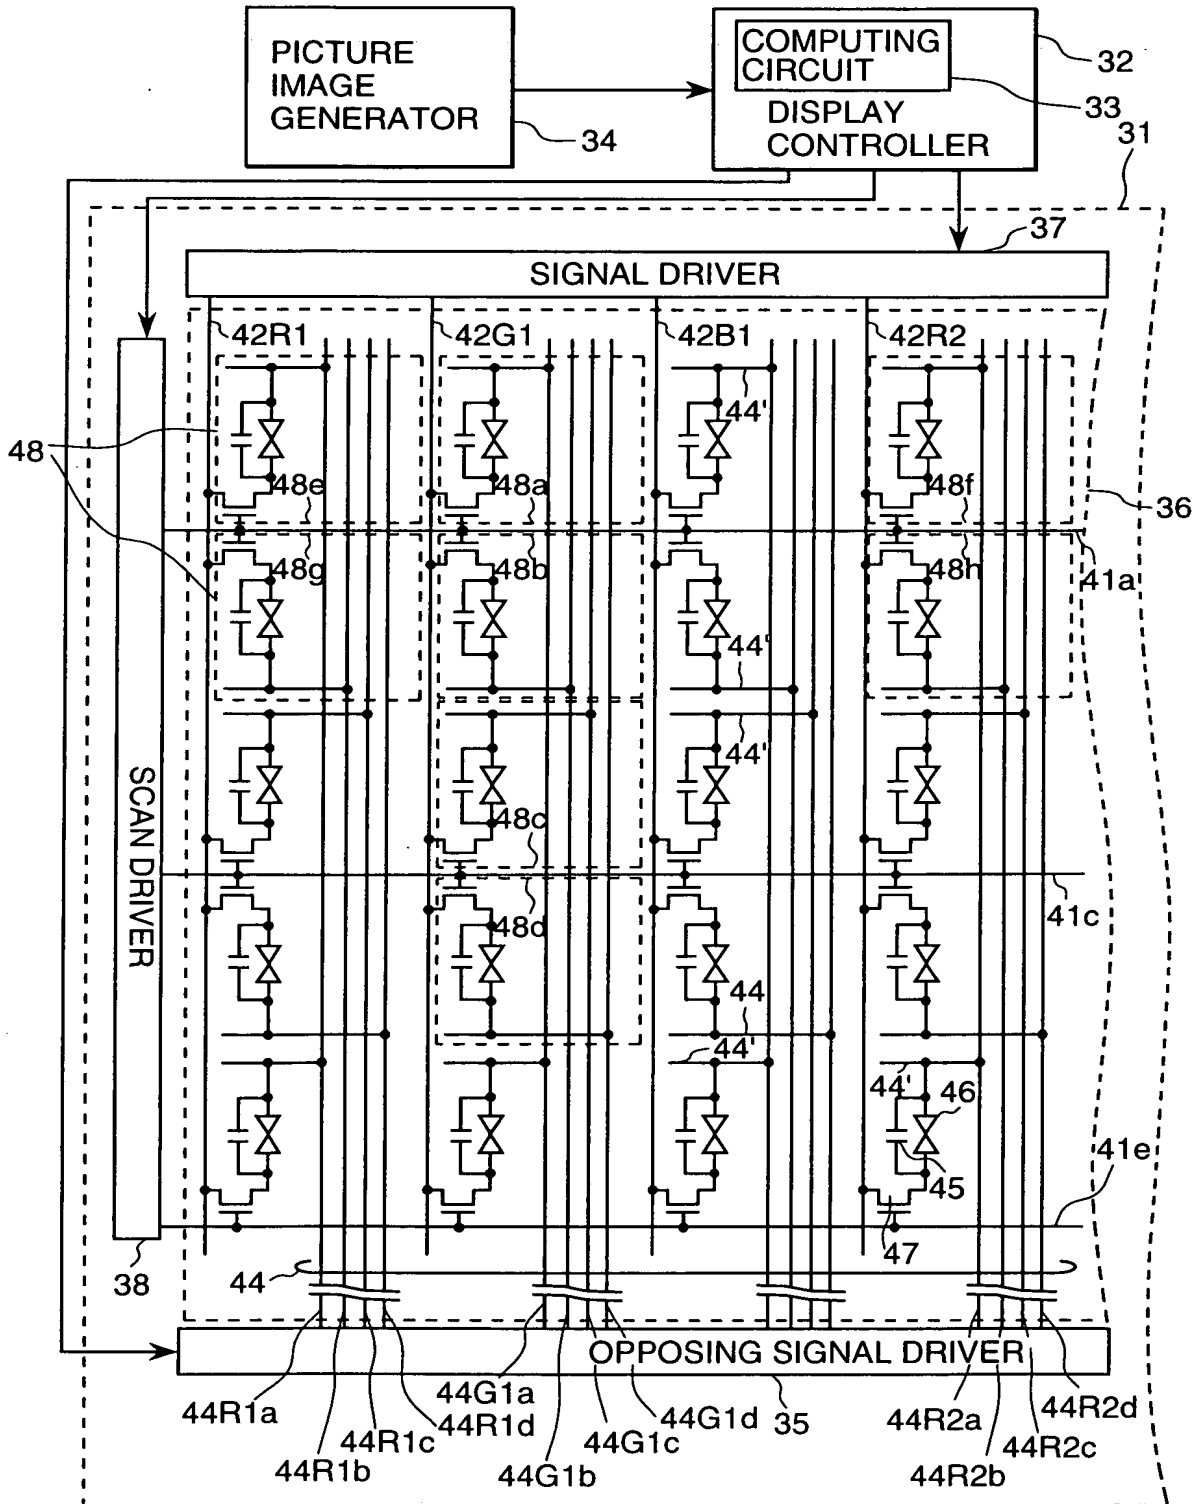 PICTURE
IMAGE
GENERATOR
34
COMPUTING
CIRCUIT
DISPLAY
CONTROLLER
32
33
31
37
SIGNAL DRIVER
42R1
42G1
42B1
42R2
44'
48
48e
48a
48f
36
48g
48b
48h
41a
44'
44'
SCAN DRIVER
48c
41c
48d
44
44'
44'
46
45
41e
47
38
44
OPPOSING SIGNAL DRIVER
44R1a
44R1b
44R1c
44R1d
44G1a
44G1b
44G1c
44G1d
35
44R2a
44R2b
44R2c
44R2d